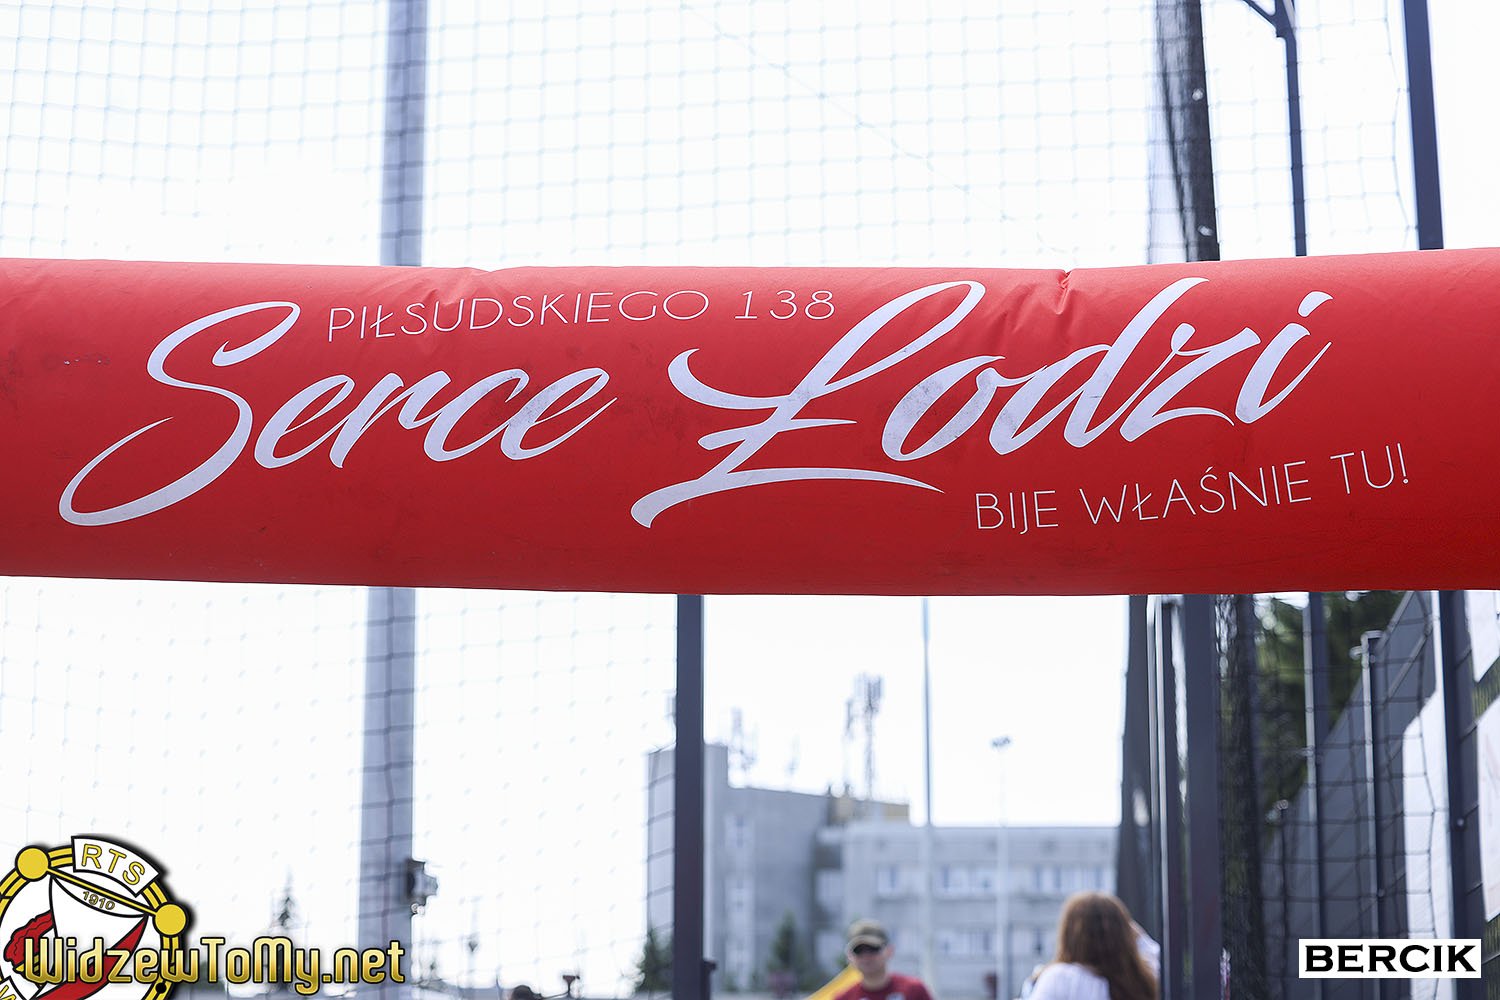 PIŁSUDSKIEGO 138
Serce Łodzi
BIJE WŁAŚNIE TU!
RTS
1910
WidzewToMy.net
BERCIK